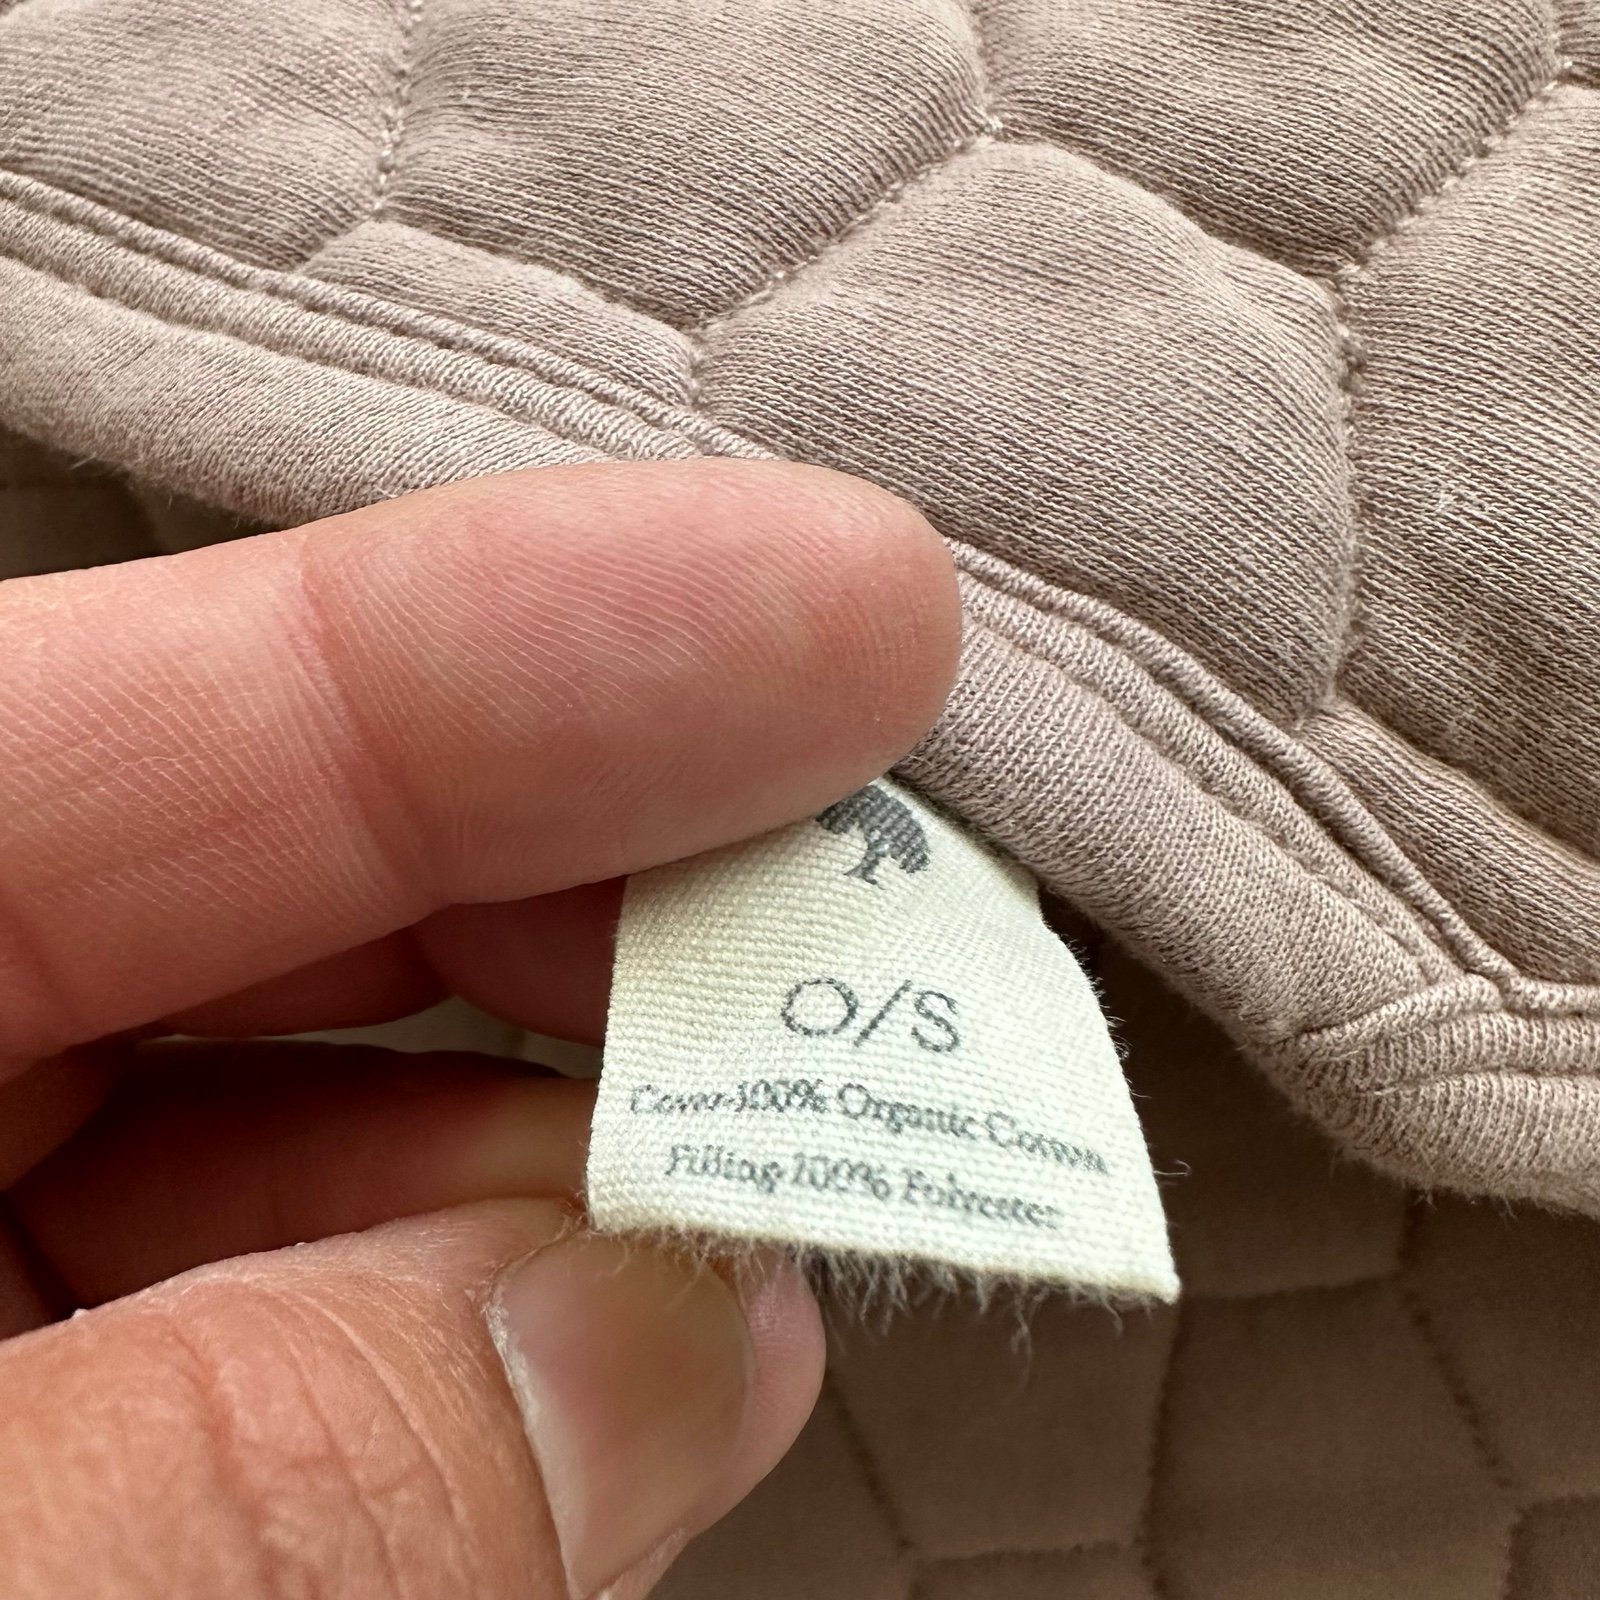 O/S
Cover-100% Organic Cotton
Filling-100% Polyester